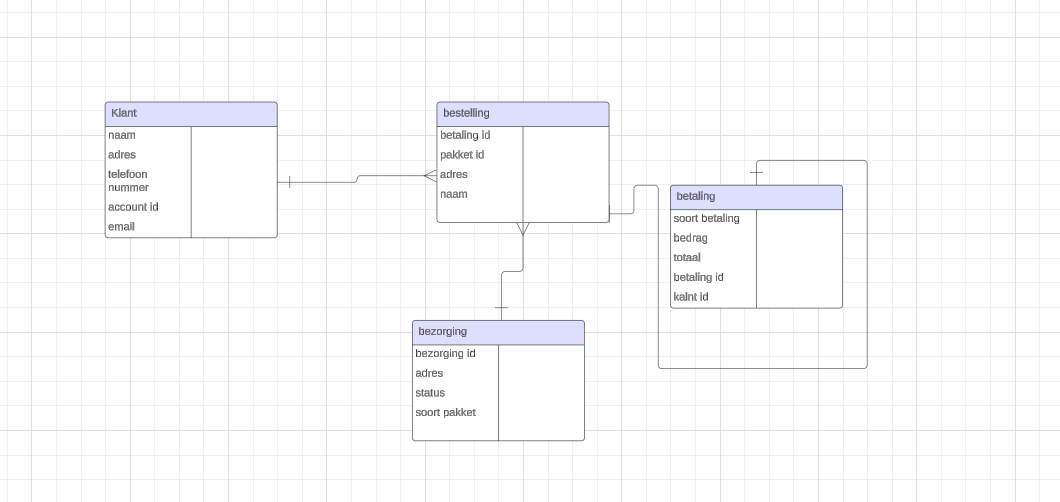 Klant
naam
adres
telefoon
nummer
account id
email
bestelling
betaling id
pakket id
adres
naam
betaling
soort betaling
bedrag
totaal
betaling id
kalnt id
bezorging
bezorging id
adres
status
soort pakket